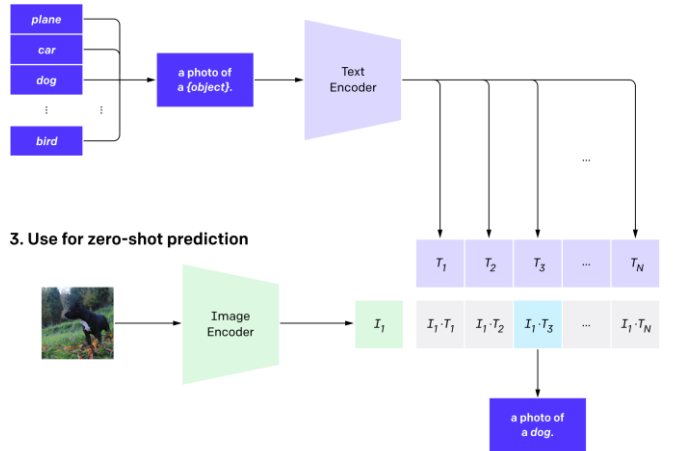 plane
car
dog
⋮ ⋮
bird
a photo of
a {object}.
Text
Encoder
...
3. Use for zero-shot prediction
T1 T2 T3 ... TN
Image
Encoder
I1
I1·T1 I1·T2 I1·T3 ... I1·TN
a photo of
a dog.